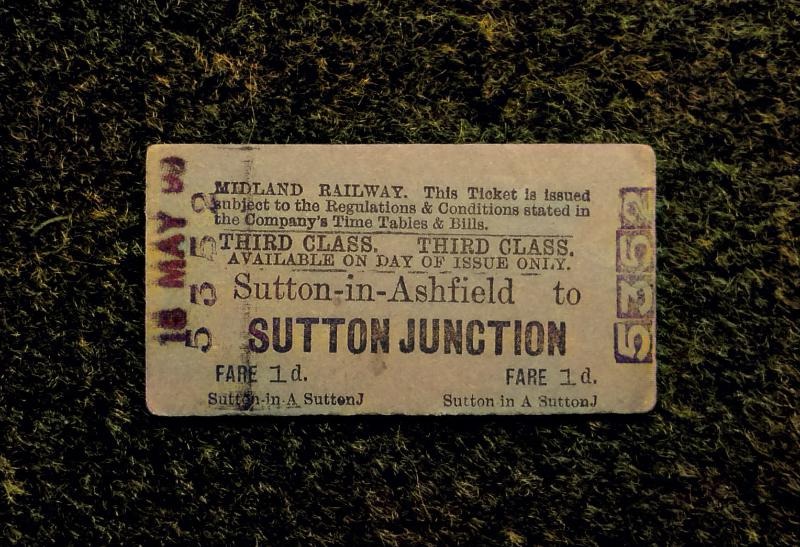 MIDLAND RAILWAY. This Ticket is issued
subject to the Regulations & Conditions stated in
the Company's Time Tables & Bills.
THIRD CLASS. THIRD CLASS.
AVAILABLE ON DAY OF ISSUE ONLY.
Sutton-in-Ashfield to
SUTTON JUNCTION
FARE 1d. FARE 1d.
Sutton-in-A SuttonJ Sutton in A SuttonJ
18 MAY
5352
5352